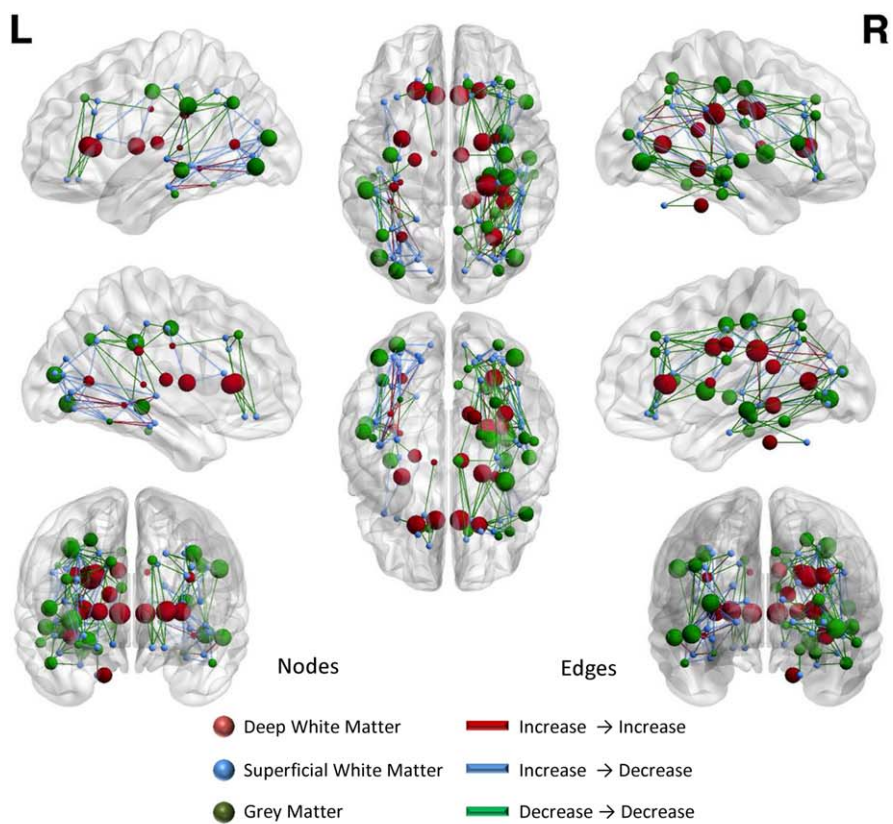 L R
Nodes Edges
Deep White Matter Increase → Increase
Superficial White Matter Increase → Decrease
Grey Matter Decrease → Decrease